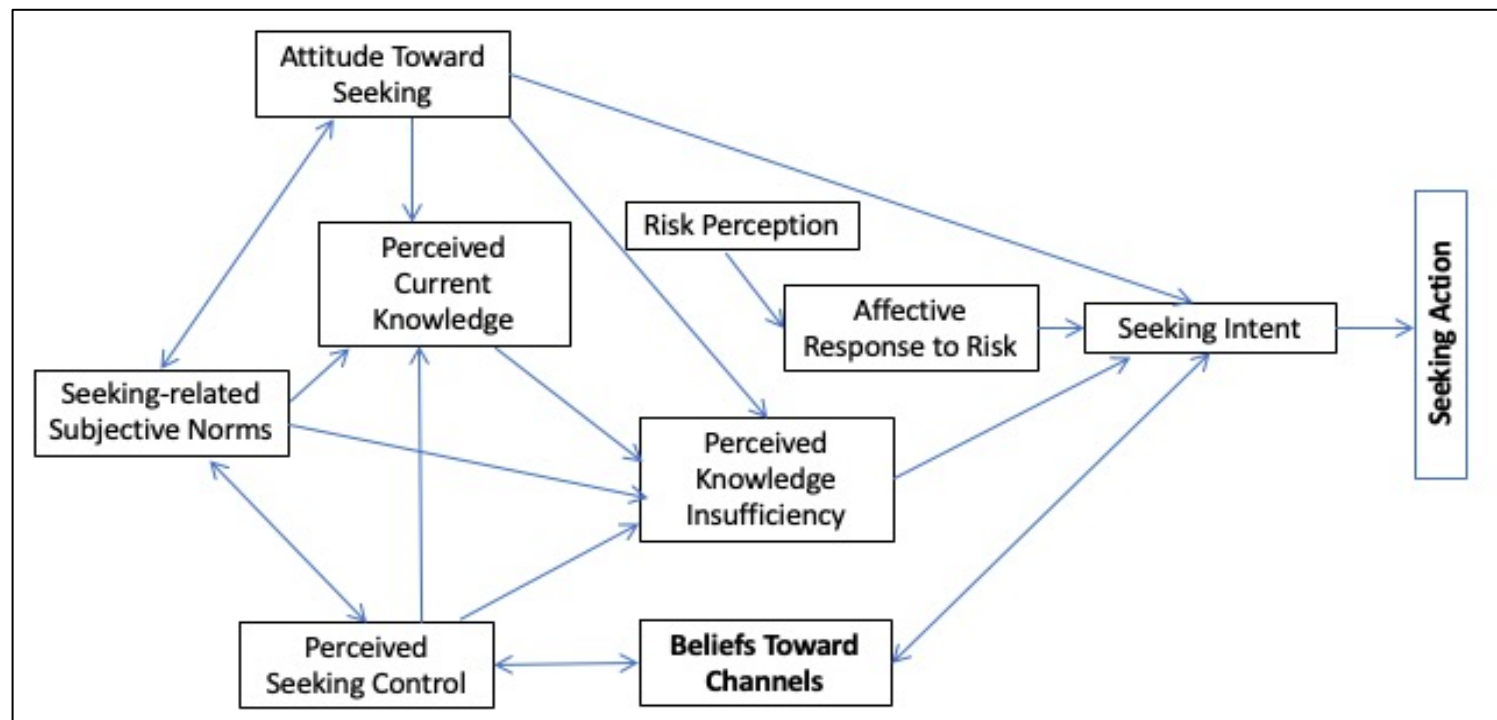 Attitude Toward
Seeking
Risk Perception
Perceived
Current
Knowledge
Affective
Response to Risk
Seeking Intent
Seeking Action
Seeking-related
Subjective Norms
Perceived
Knowledge
Insufficiency
Perceived
Seeking Control
Beliefs Toward
Channels